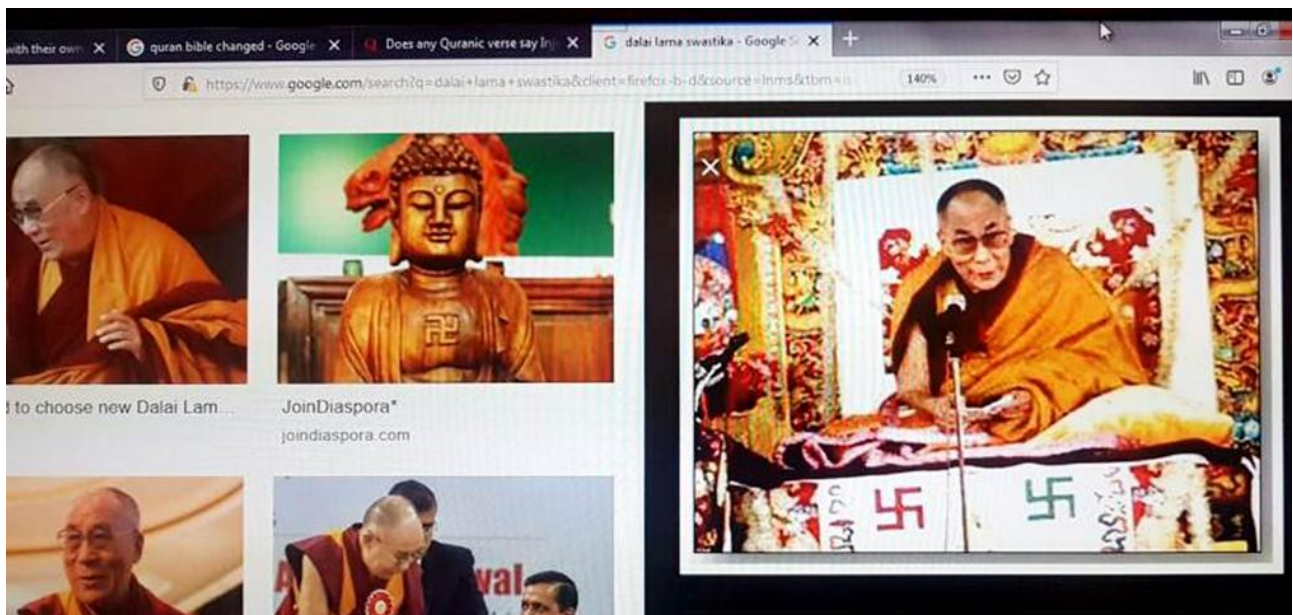 with their own
quran bible changed - Google
Does any Quranic verse say Inj
dalai lama swastika - Google S
https://www.google.com/search?q=dalai+lama+swastika&client=firefox-b-d&source=lnms&tbm=
140%
to choose new Dalai Lam...
JoinDiaspora*
joindiaspora.com
val